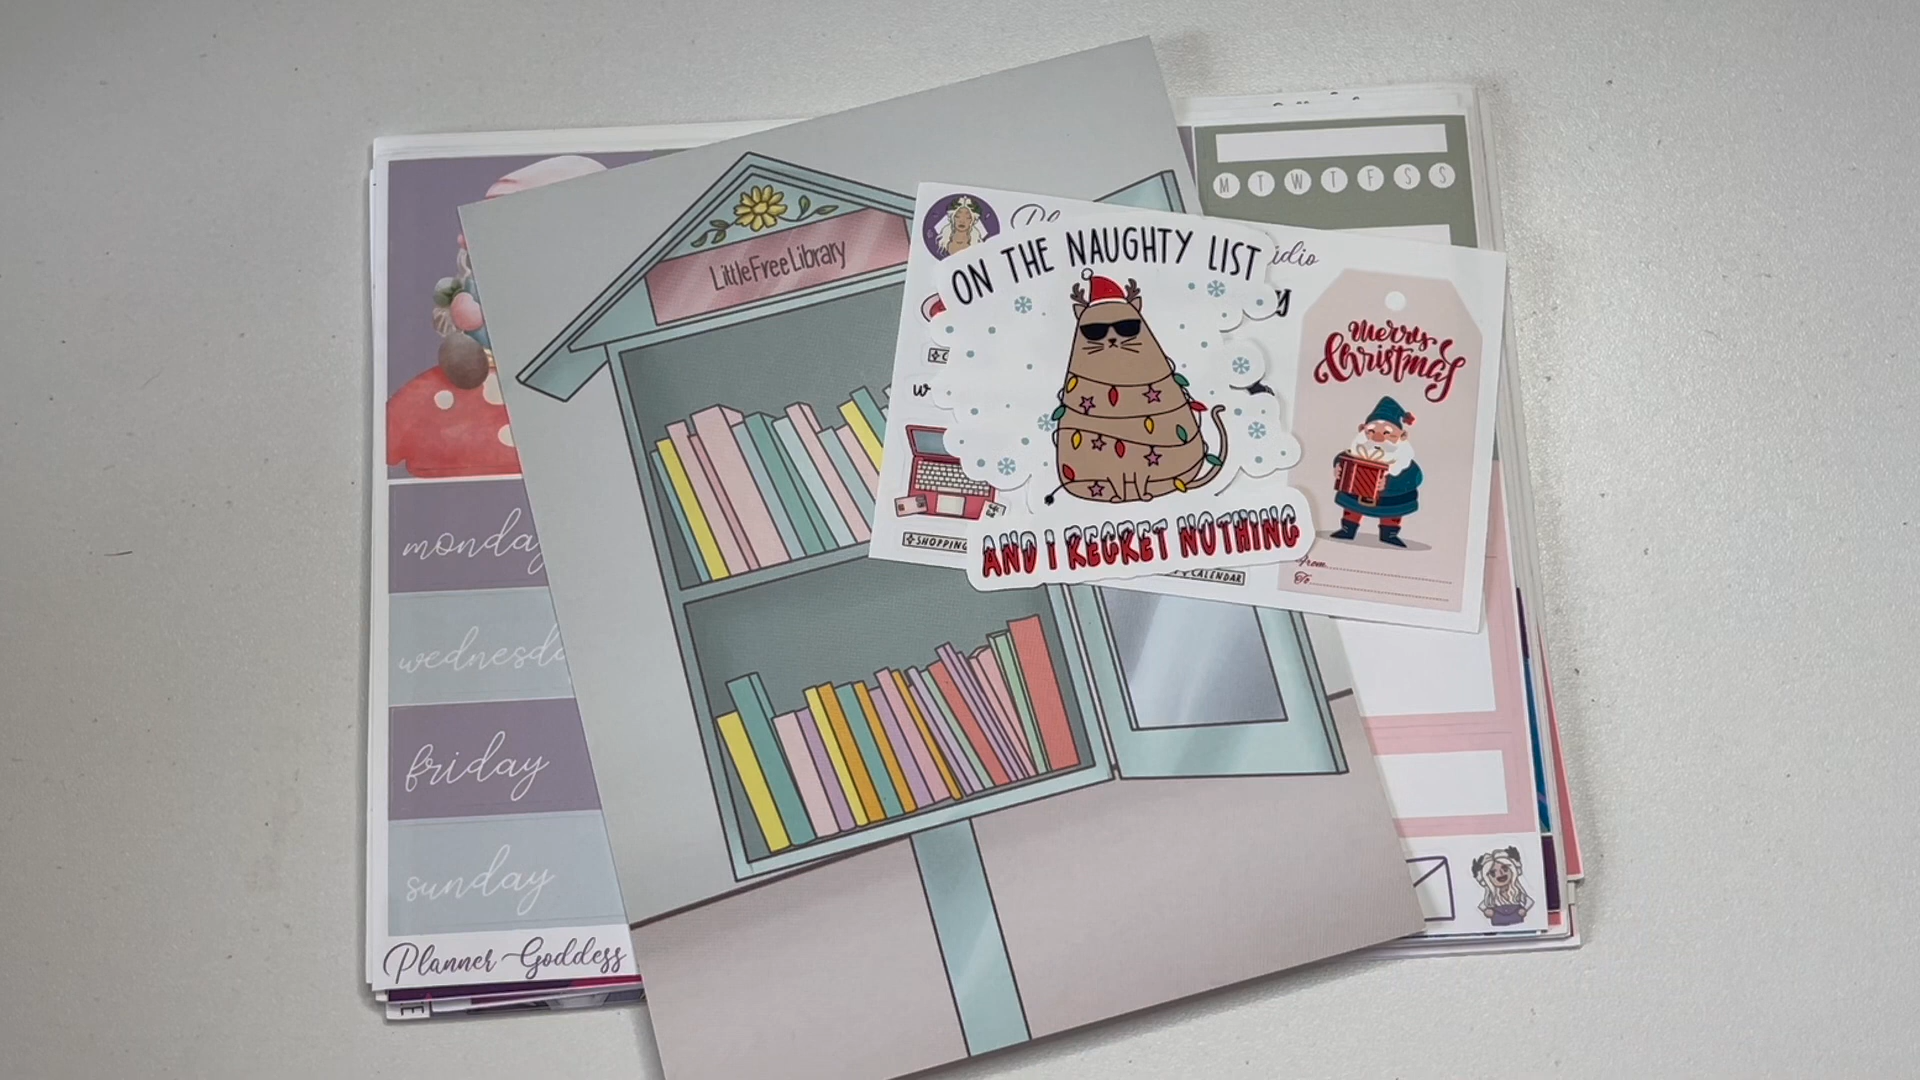 M T W T F S S
LittleFreeLibrary
ON THE NAUGHTY LIST
Merry
Christmas
SHOPPING
AND I REGRET NOTHING
CALENDAR
From
To
monday
friday
sunday
Planner Goddess